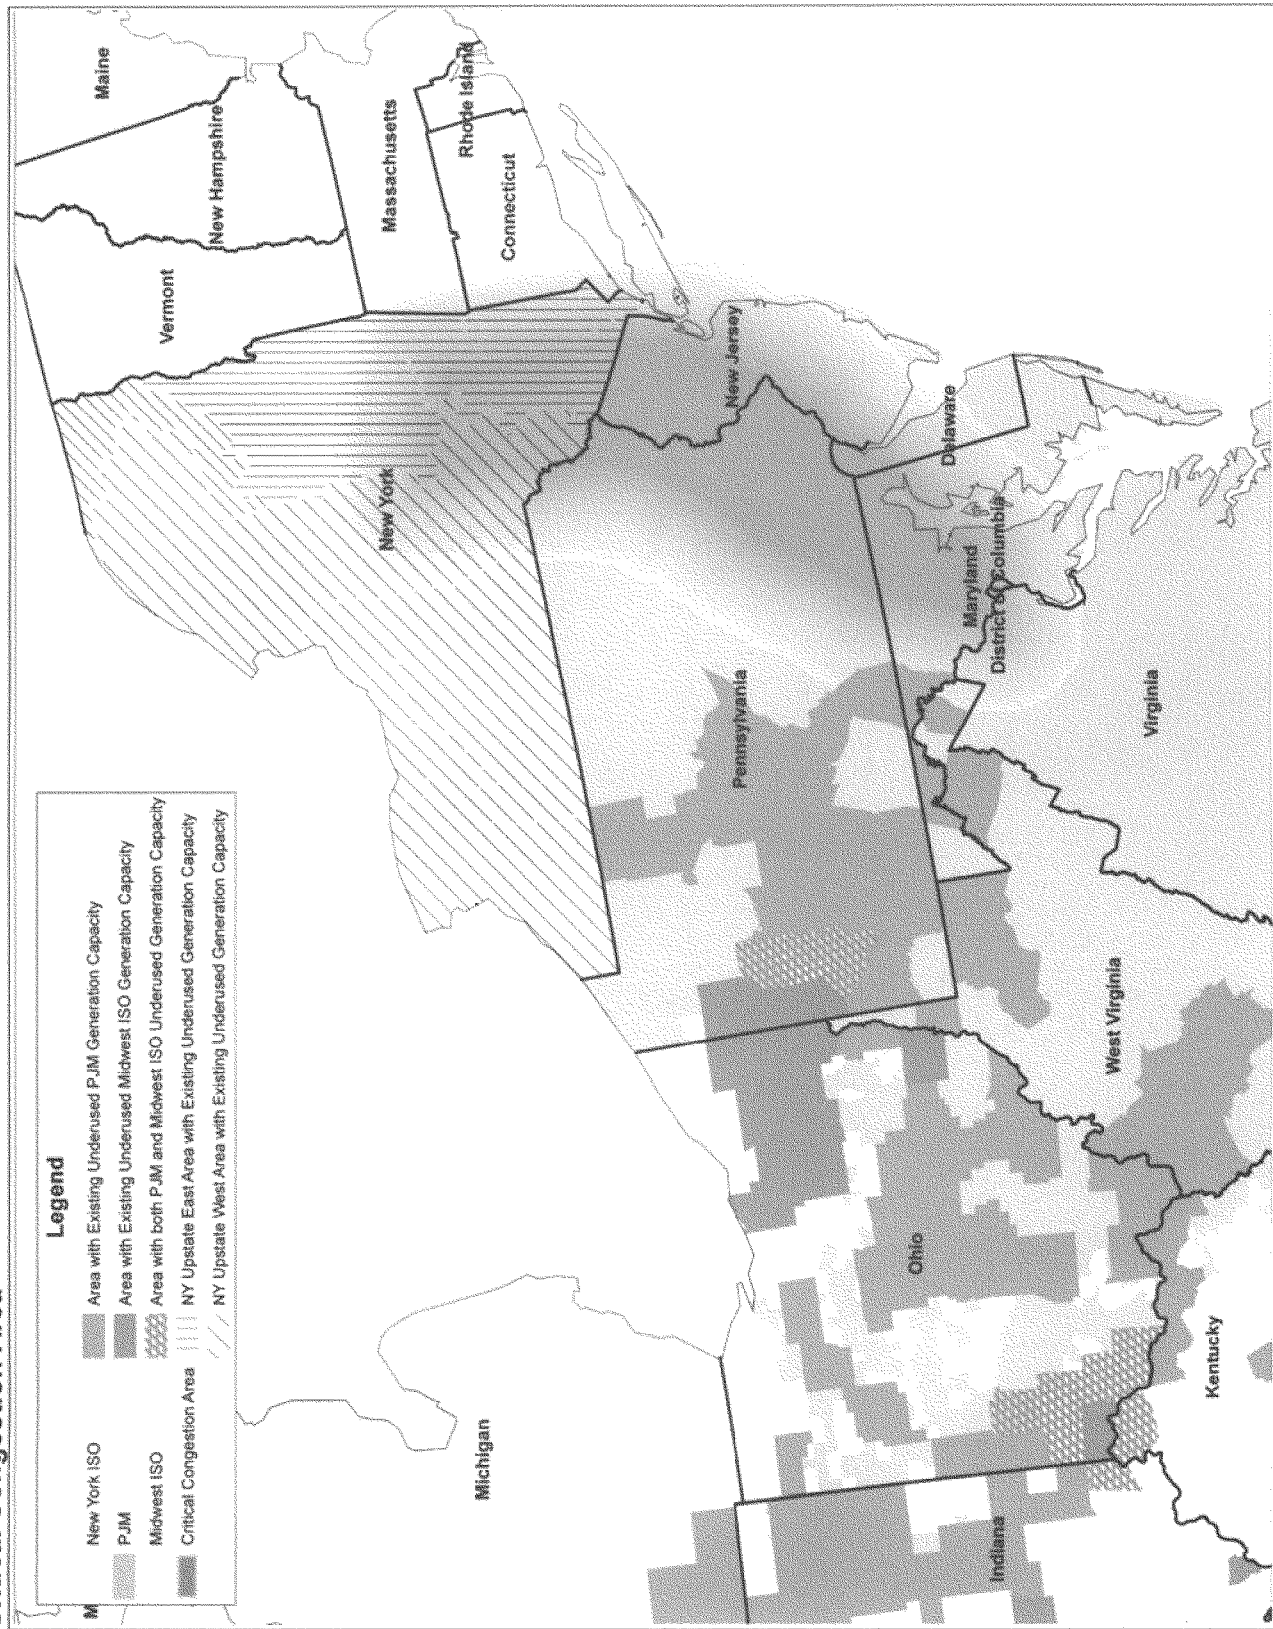 Legend
New York ISO
PJM
Midwest ISO
Critical Congestion Area
Area with Existing Underused PJM Generation Capacity
Area with Existing Underused Midwest ISO Generation Capacity
Area with both PJM and Midwest ISO Underused Generation Capacity
NY Upstate East Area with Existing Underused Generation Capacity
NY Upstate West Area with Existing Underused Generation Capacity
M
Maine
New Hampshire
Vermont
Massachusetts
Rhode Island
Connecticut
New York
New Jersey
Pennsylvania
Delaware
Maryland
District of Columbia
Virginia
West Virginia
Ohio
Michigan
Indiana
Kentucky